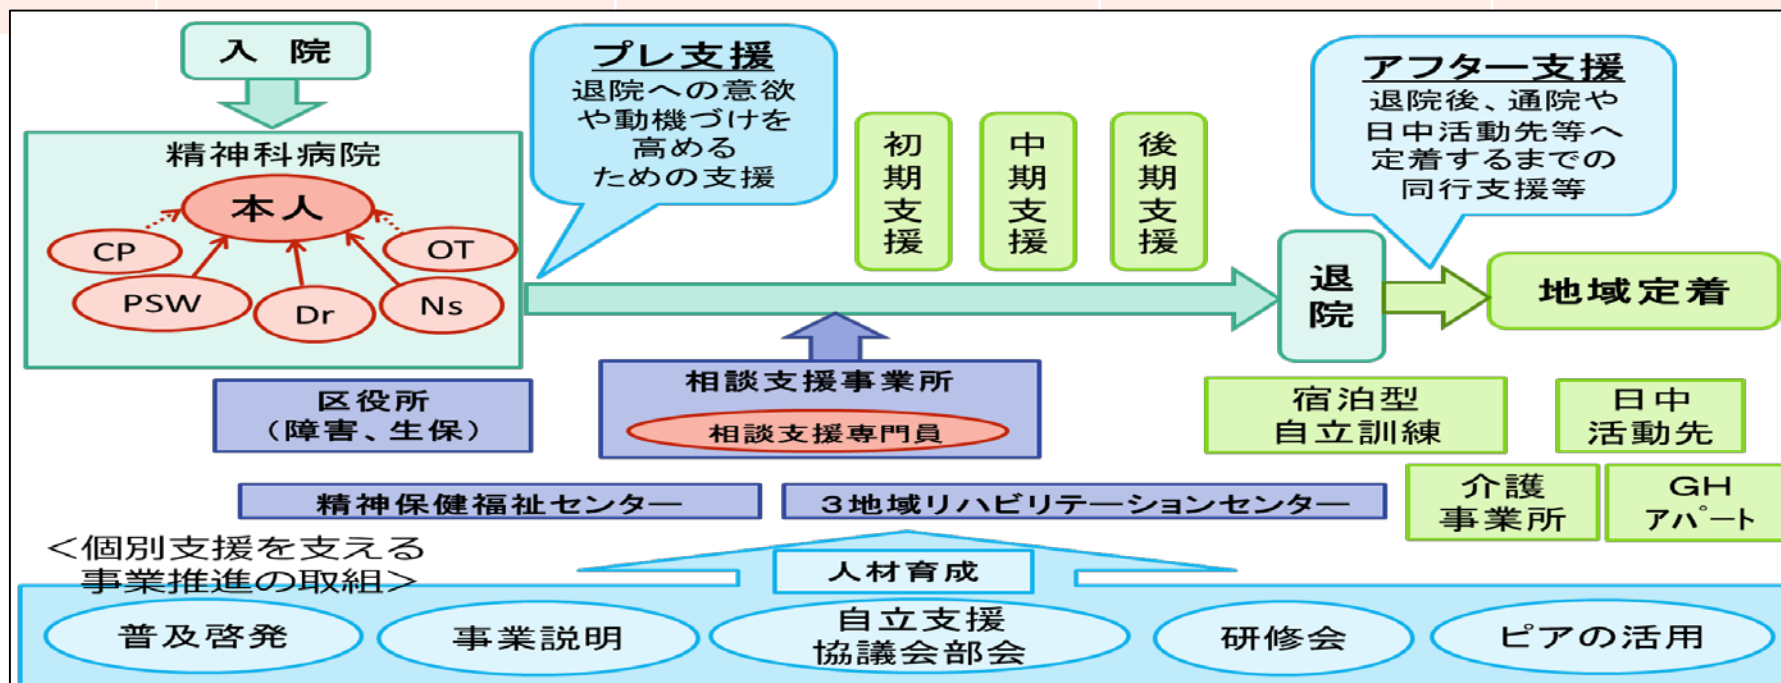 入 院
精神科病院
本人
CP
OT
PSW
Dr
Ns
プレ支援
退院への意欲
や動機づけを
高める
ための支援
初期支援
中期支援
後期支援
アフター支援
退院後、通院や
日中活動先等へ
定着するまでの
同行支援等
退院
地域定着
区役所
（障害、生保）
相談支援事業所
相談支援専門員
宿泊型
自立訓練
日中
活動先
精神保健福祉センター
３地域リハビリテーションセンター
介護
事業所
GH
アパート
＜個別支援を支える
事業推進の取組＞
人材育成
普及啓発
事業説明
自立支援
協議会部会
研修会
ピアの活用